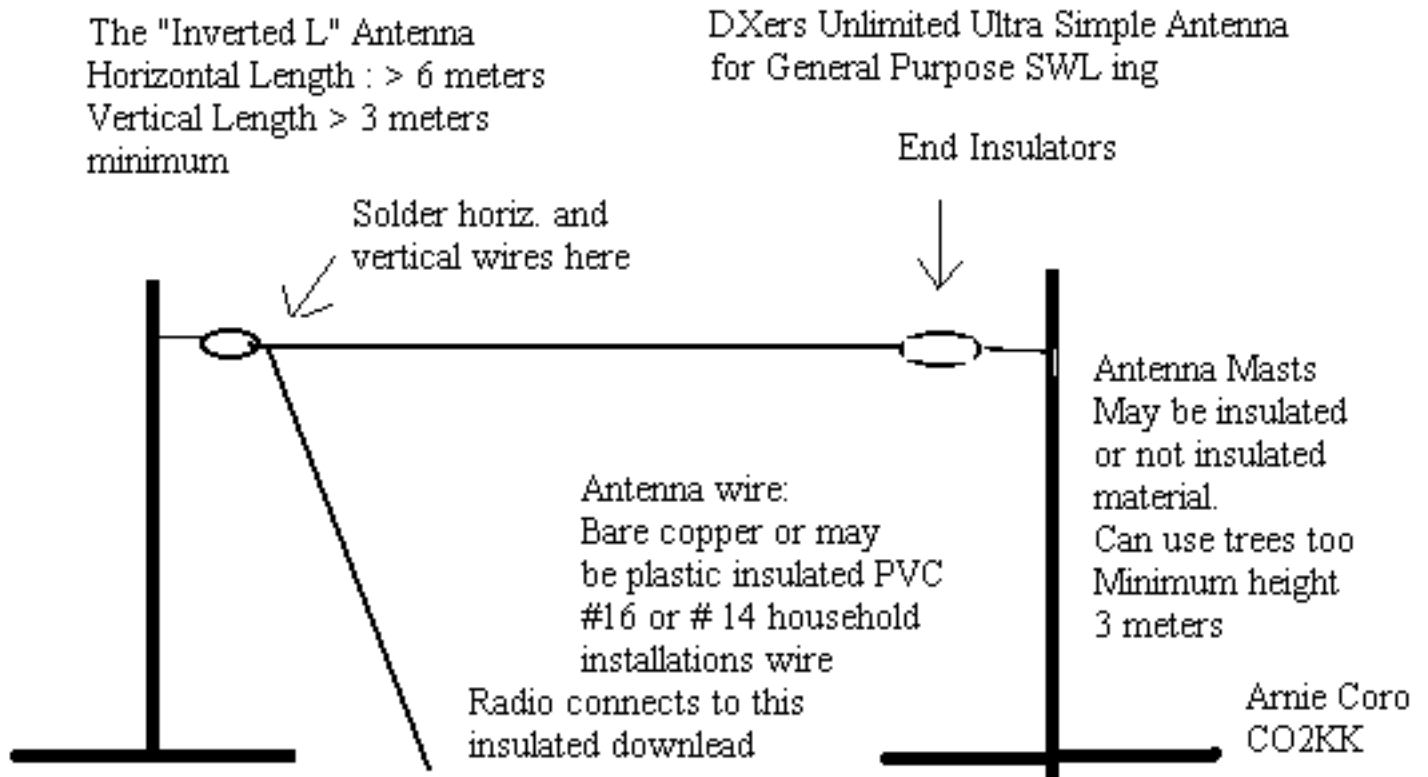 The "Inverted L" Antenna
Horizontal Length : > 6 meters
Vertical Length > 3 meters
minimum
DXers Unlimited Ultra Simple Antenna
for General Purpose SWL ing
End Insulators
Solder horiz. and
vertical wires here
Antenna Masts
May be insulated
or not insulated
material.
Can use trees too
Minimum height
3 meters
Antenna wire:
Bare copper or may
be plastic insulated PVC
#16 or # 14 household
installations wire
Radio connects to this
insulated downlead
Arnie Coro
CO2KK